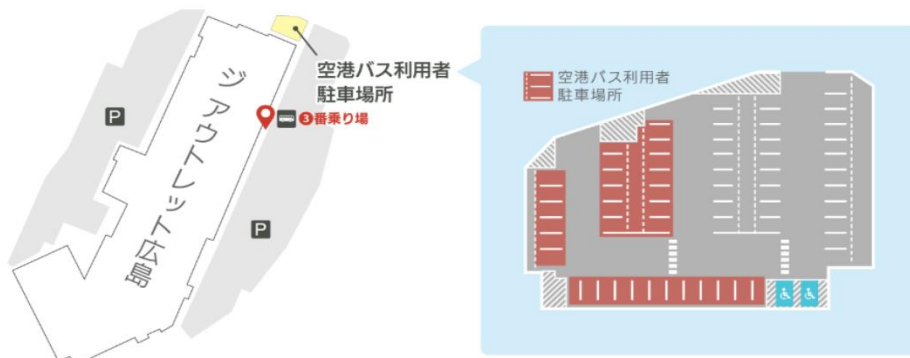 空港バス利用者
駐車場所
ジ アウトレット広島
P
❸番乗り場
P
空港バス利用者
駐車場所